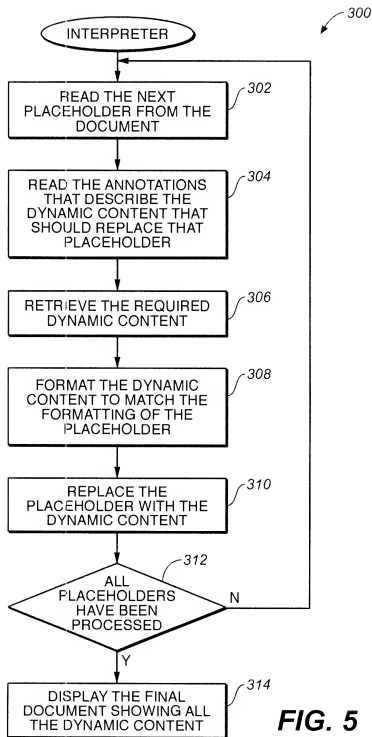 300
INTERPRETER
READ THE NEXT
PLACEHOLDER FROM THE
DOCUMENT
302
READ THE ANNOTATIONS
THAT DESCRIBE THE
DYNAMIC CONTENT THAT
SHOULD REPLACE THAT
PLACEHOLDER
304
RETRIEVE THE REQUIRED
DYNAMIC CONTENT
306
FORMAT THE DYNAMIC
CONTENT TO MATCH THE
FORMATTING OF THE
PLACEHOLDER
308
REPLACE THE
PLACEHOLDER WITH THE
DYNAMIC CONTENT
310
312
ALL
PLACEHOLDERS
HAVE BEEN
PROCESSED
N
Y
DISPLAY THE FINAL
DOCUMENT SHOWING ALL
THE DYNAMIC CONTENT
314
FIG. 5